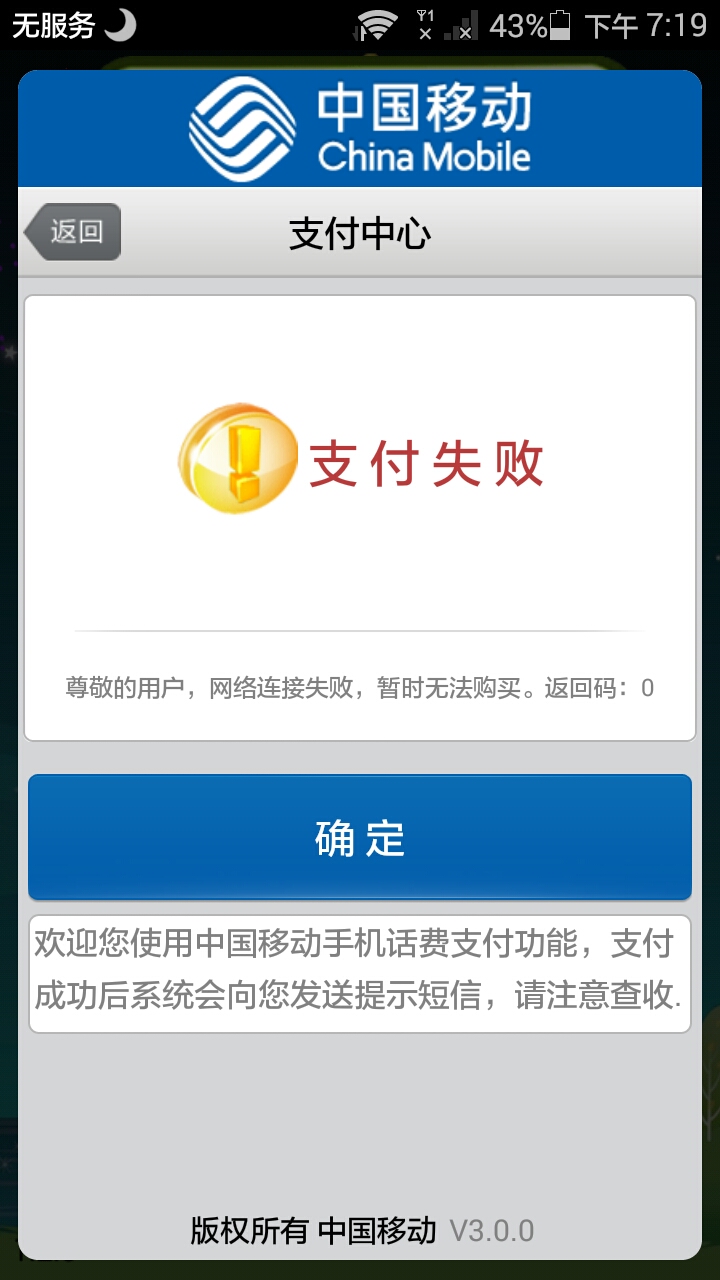 无服务 43% 下午 7:19
中国移动
China Mobile
返回 支付中心
支付失败
尊敬的用户，网络连接失败，暂时无法购买。返回码：0
确定
欢迎您使用中国移动手机话费支付功能，支付
成功后系统会向您发送提示短信，请注意查收.
版权所有 中国移动 V3.0.0